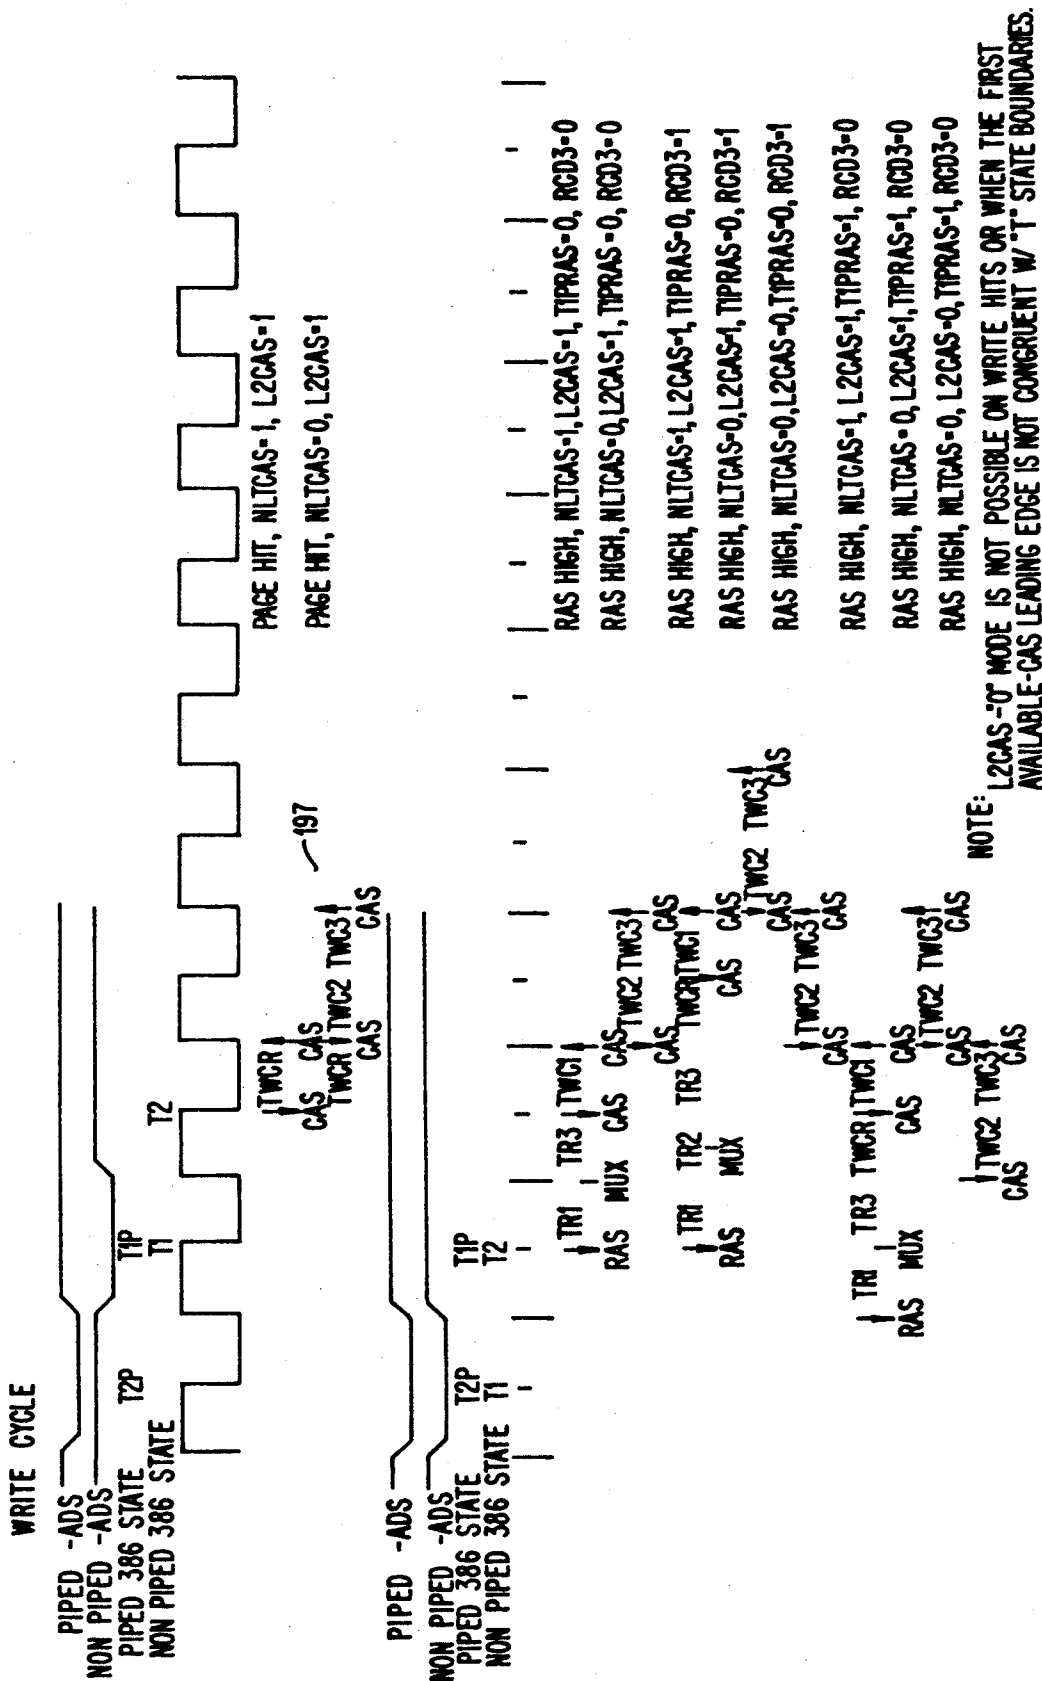 WRITE CYCLE
PIPED -ADS
NON PIPED -ADS
PIPED 386 STATE T2P T1P
NON PIPED 386 STATE T1 T2
TWCR PAGE HIT, NLTCAS=1, L2CAS=1
CAS CAS
197
TWCR TWC2 TWC3 PAGE HIT, NLTCAS=0, L2CAS=1
CAS CAS
PIPED -ADS
NON PIPED -ADS
PIPED 386 STATE T2P T1P
NON PIPED 386 STATE T1 T2
TR1 TR3 TWC1 RAS HIGH, NLTCAS=1, L2CAS=1, T1PRAS=0, RCD3=0
RAS MUX CAS CAS
TWC2 TWC3 RAS HIGH, NLTCAS=0, L2CAS=1, T1PRAS=0, RCD3=0
CAS CAS
TR1 TR2 TR3 TWCR TWC1 RAS HIGH, NLTCAS=1, L2CAS=1, T1PRAS=0, RCD3=1
RAS MUX CAS CAS
TWC2 TWC3 RAS HIGH, NLTCAS=0, L2CAS=1, T1PRAS=0, RCD3=1
CAS CAS
TWC2 TWC3 RAS HIGH, NLTCAS=0, L2CAS=0, T1PRAS=0, RCD3=1
CAS CAS
TR1 TR3 TWCR TWC1 RAS HIGH, NLTCAS=1, L2CAS=1, T1PRAS=1, RCD3=0
RAS MUX CAS CAS
TWC2 TWC3 RAS HIGH, NLTCAS=0, L2CAS=1, T1PRAS=1, RCD3=0
CAS CAS
TWC2 TWC3 RAS HIGH, NLTCAS=0, L2CAS=0, T1PRAS=1, RCD3=0
CAS CAS
NOTE: L2CAS-"0" MODE IS NOT POSSIBLE ON WRITE HITS OR WHEN THE FIRST
AVAILABLE-CAS LEADING EDGE IS NOT CONGRUENT W/ "T" STATE BOUNDARIES.